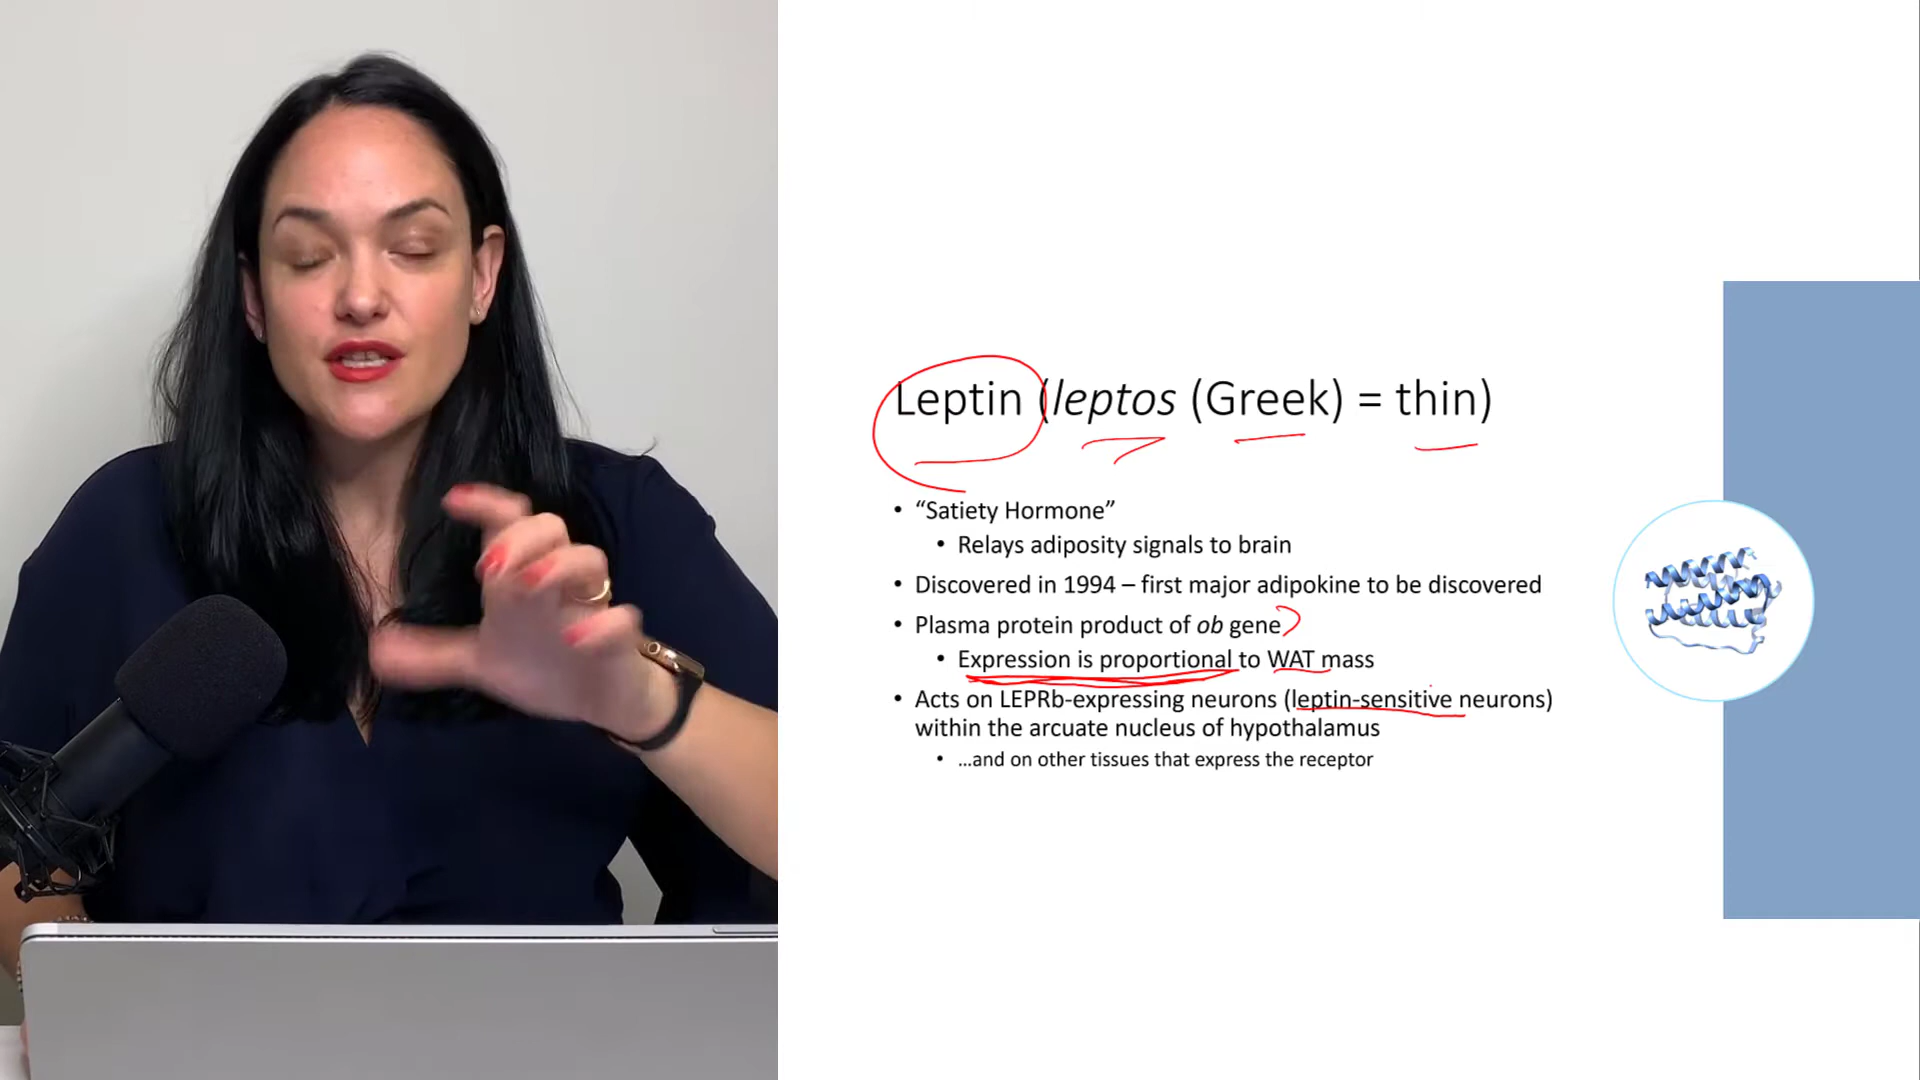 Leptin (leptos (Greek) = thin)
• “Satiety Hormone”
• Relays adiposity signals to brain
• Discovered in 1994 – first major adipokine to be discovered
• Plasma protein product of ob gene
• Expression is proportional to WAT mass
• Acts on LEPRb-expressing neurons (leptin-sensitive neurons)
within the arcuate nucleus of hypothalamus
• ...and on other tissues that express the receptor